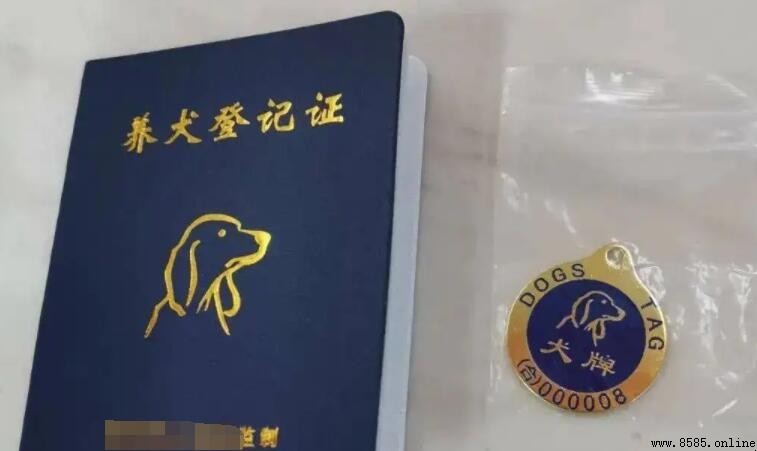 养犬登记证
监制
DOGS TAG
犬牌
(合)000008
www.8585.online